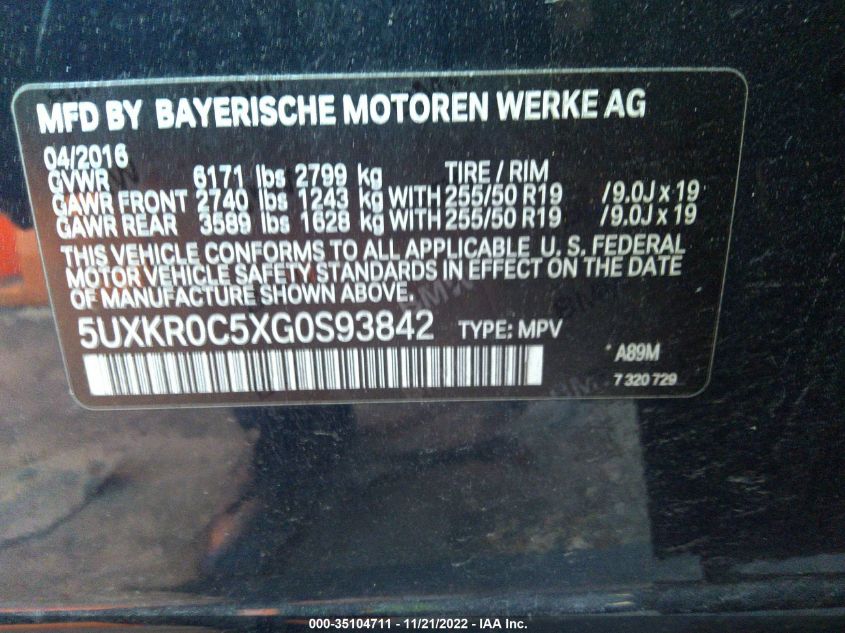 MFD BY BAYERISCHE MOTOREN WERKE AG
04/2016
GVWR 6171 lbs 2799 kg TIRE / RIM
GAWR FRONT 2740 lbs 1243 kg WITH 255/50 R19 /9.0J x 19
GAWR REAR 3589 lbs 1628 kg WITH 255/50 R19 /9.0J x 19
THIS VEHICLE CONFORMS TO ALL APPLICABLE U. S. FEDERAL
MOTOR VEHICLE SAFETY STANDARDS IN EFFECT ON THE DATE
OF MANUFACTURE SHOWN ABOVE.
5UXKR0C5XG0S93842 TYPE: MPV
* A89M
7 320 729
000-35104711 - 11/21/2022 - IAA Inc.